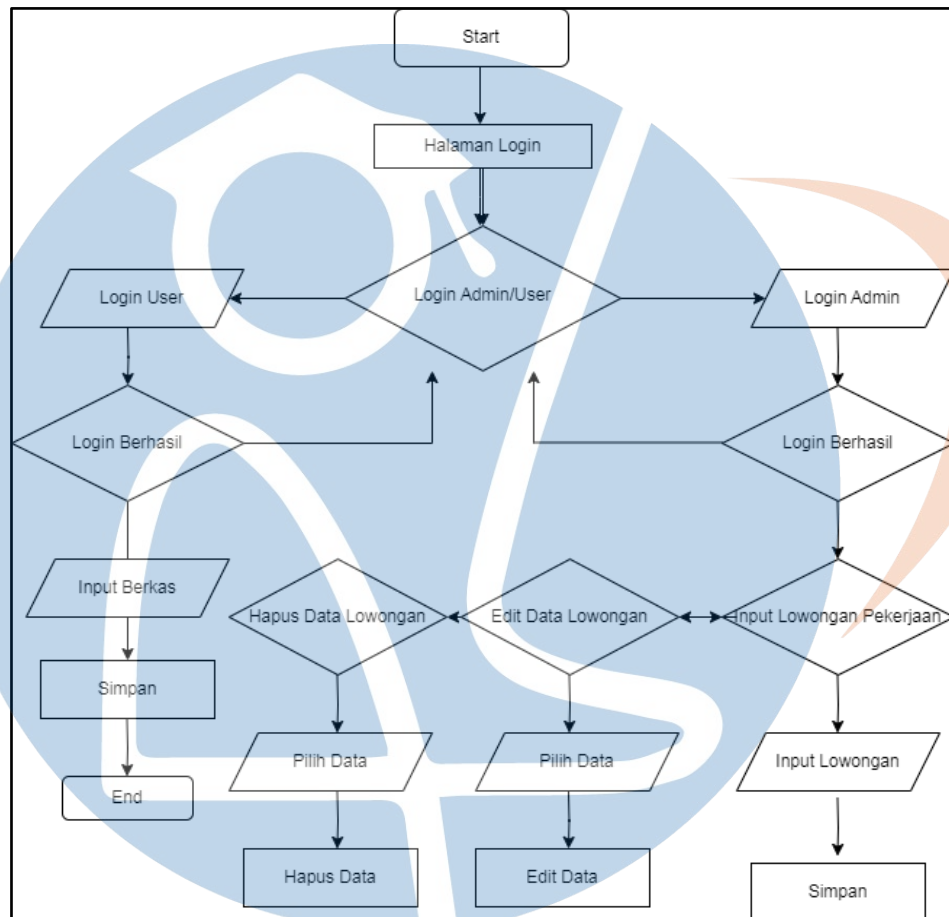 Start
Halaman Login
Login User
Login Admin/User
Login Admin
Login Berhasil
Login Berhasil
Input Berkas
Hapus Data Lowongan
Edit Data Lowongan
Input Lowongan Pekerjaan
Simpan
Pilih Data
Pilih Data
Input Lowongan
End
Hapus Data
Edit Data
Simpan